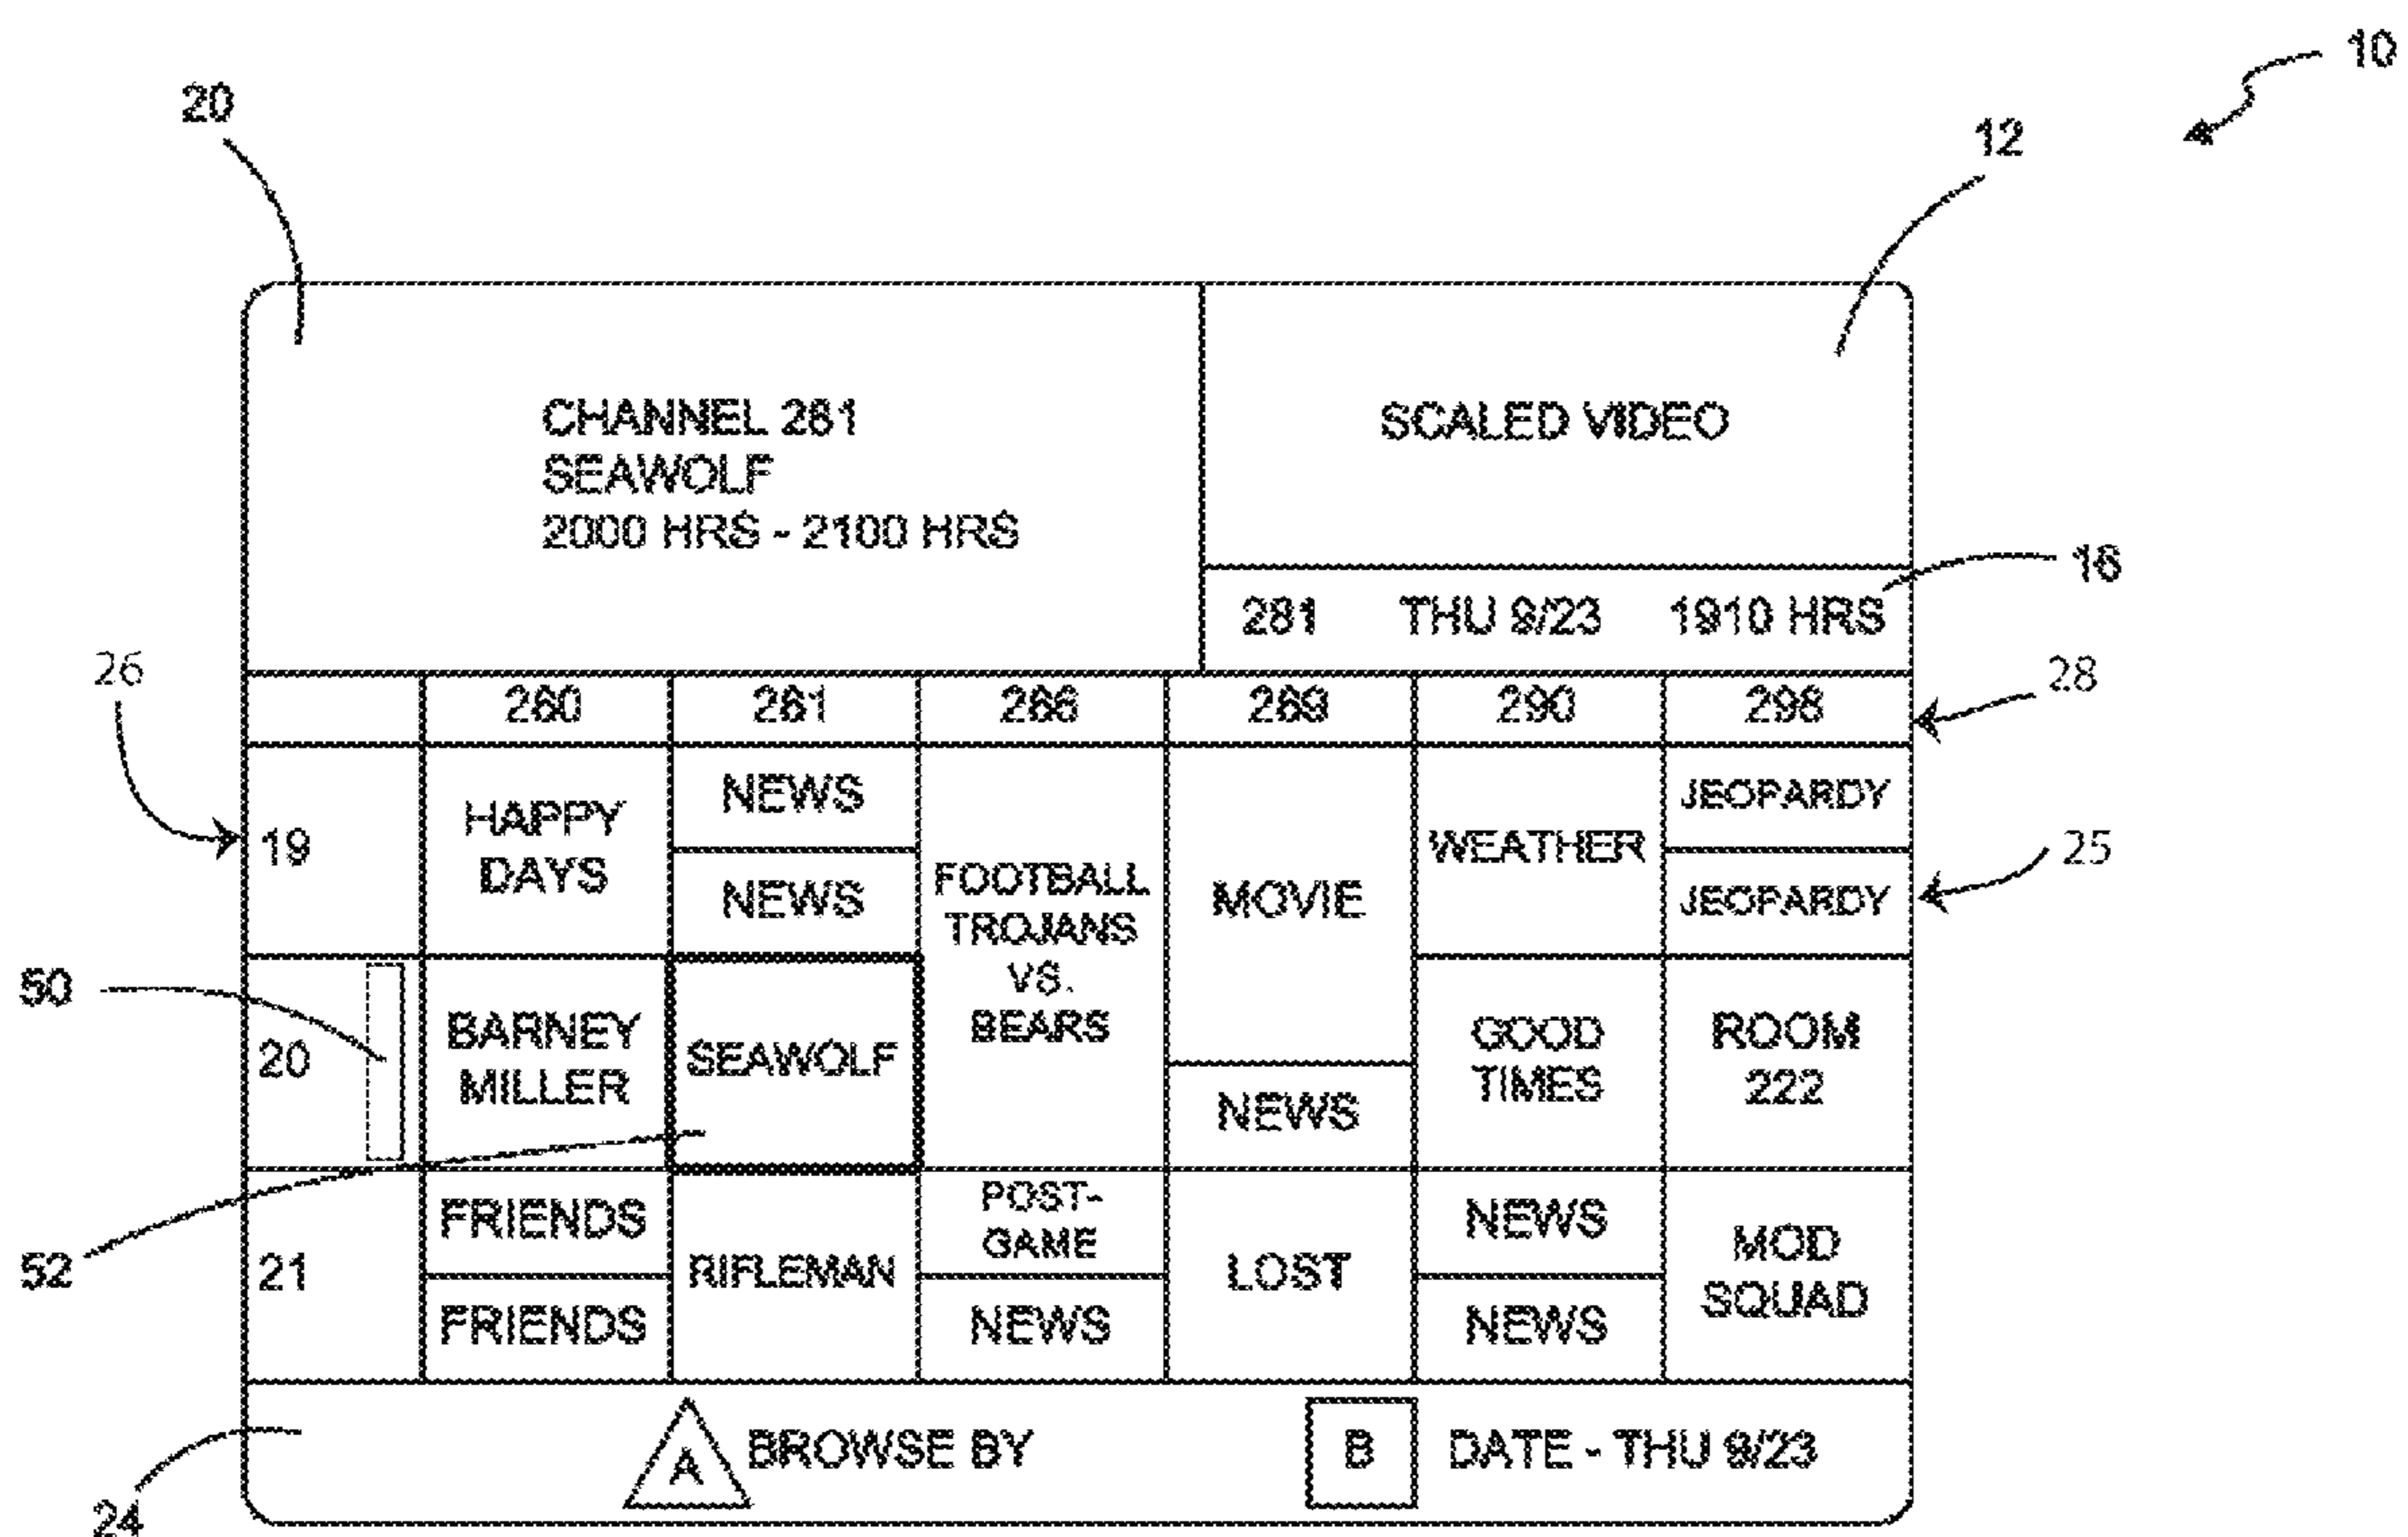 10
20
12
CHANNEL 261
SEAWOLF
2000 HRS - 2100 HRS
SCALED VIDEO
16
281 THU 9/23 1910 HRS
26
28
260 261 266 269 290 298
19
HAPPY
DAYS
NEWS
NEWS
FOOTBALL
TROJANS
VS.
BEARS
MOVIE
WEATHER
JEOPARDY
JEOPARDY
25
50
20
BARNEY
MILLER
SEAWOLF
NEWS
GOOD
TIMES
ROOM
222
52
21
FRIENDS
FRIENDS
RIFLEMAN
POST-
GAME
NEWS
LOST
NEWS
NEWS
MOD
SQUAD
24
A BROWSE BY
B DATE - THU 9/23